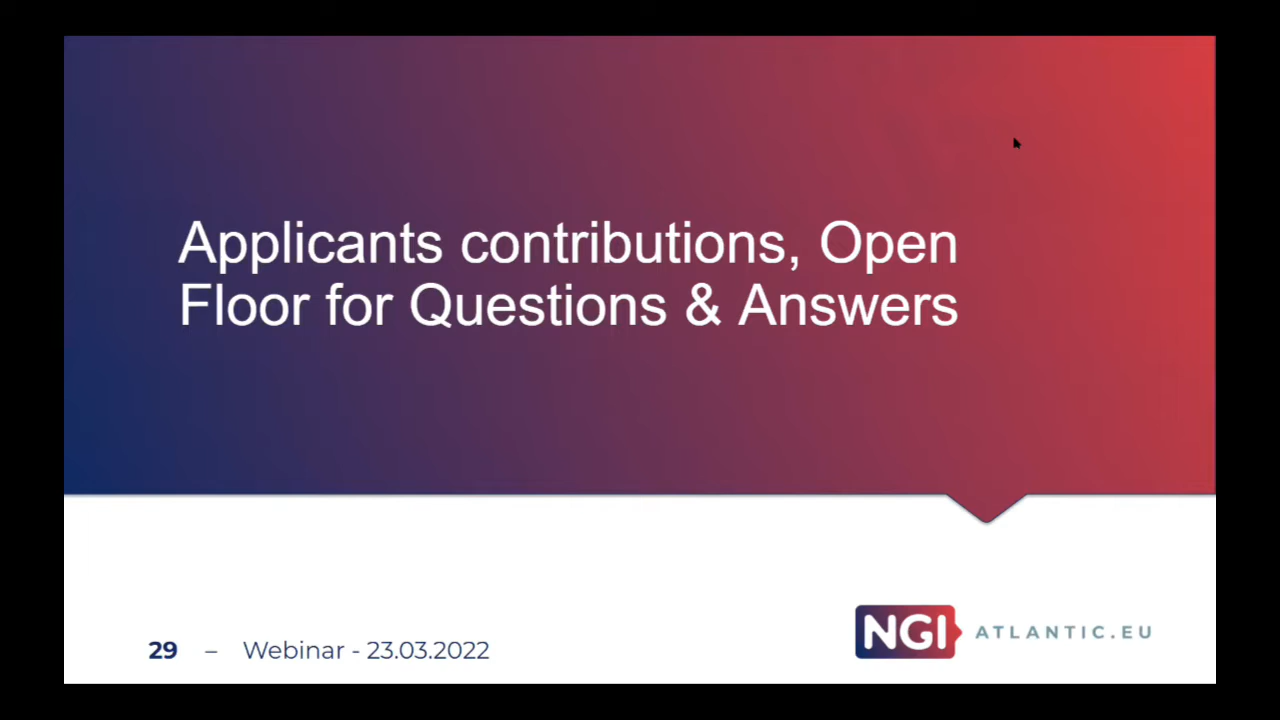 Applicants contributions, Open
Floor for Questions & Answers
29 – Webinar - 23.03.2022
NGI ATLANTIC.EU